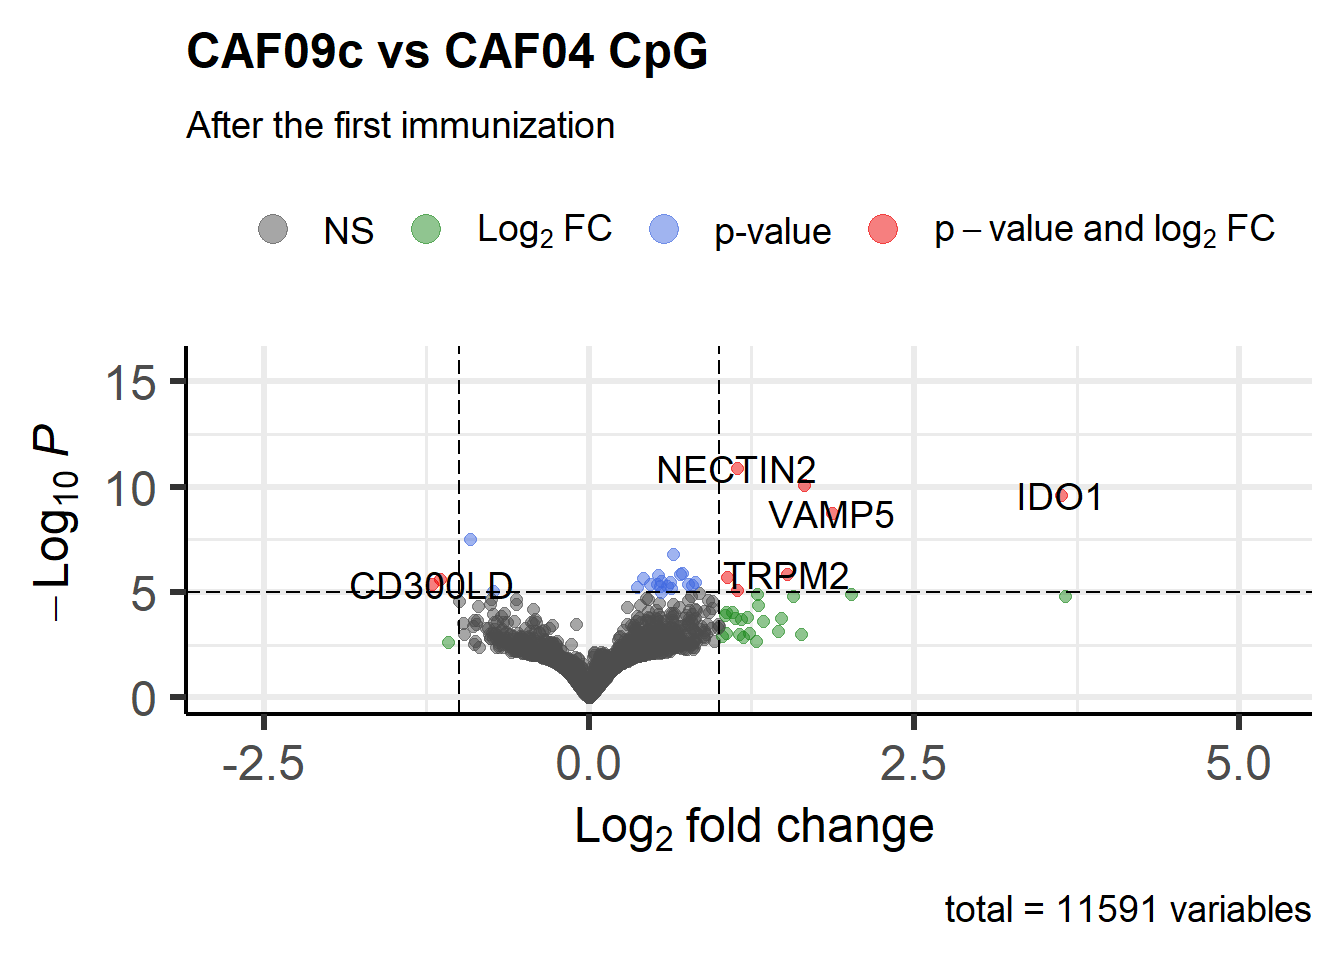 CAF09c vs CAF04 CpG
After the first immunization
NS Log₂ FC p-value p – value and log₂ FC
15
10
5
0
– Log₁₀ P
NECTIN2
IDO1
VAMP5
TRPM2
CD300LD
-2.5 0.0 2.5 5.0
Log₂ fold change
total = 11591 variables